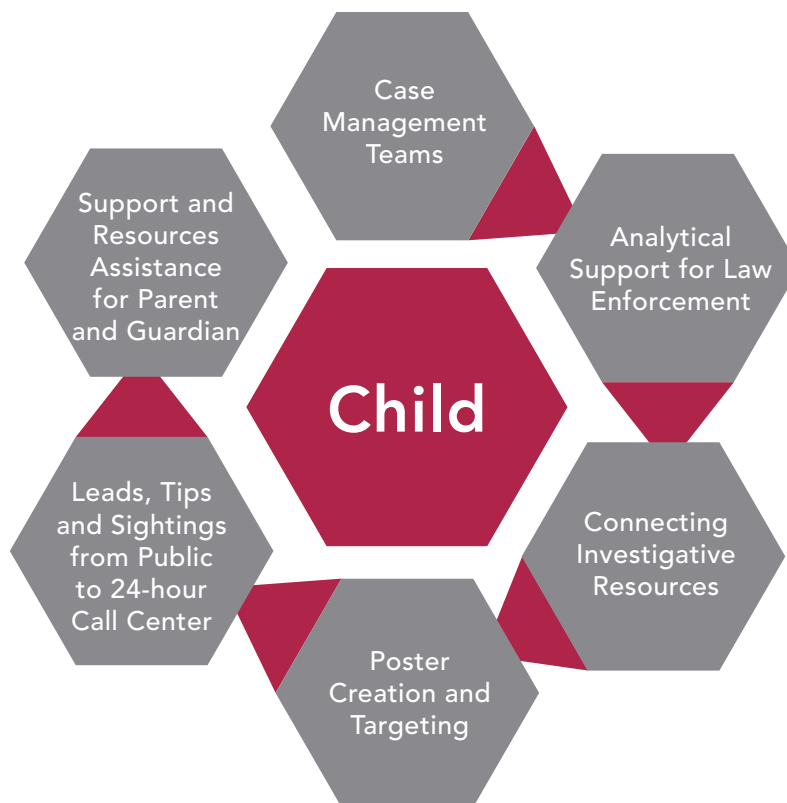 Case
Management
Teams
Analytical
Support for Law
Enforcement
Connecting
Investigative
Resources
Poster
Creation and
Targeting
Leads, Tips
and Sightings
from Public
to 24-hour
Call Center
Support and
Resources
Assistance
for Parent
and Guardian
Child